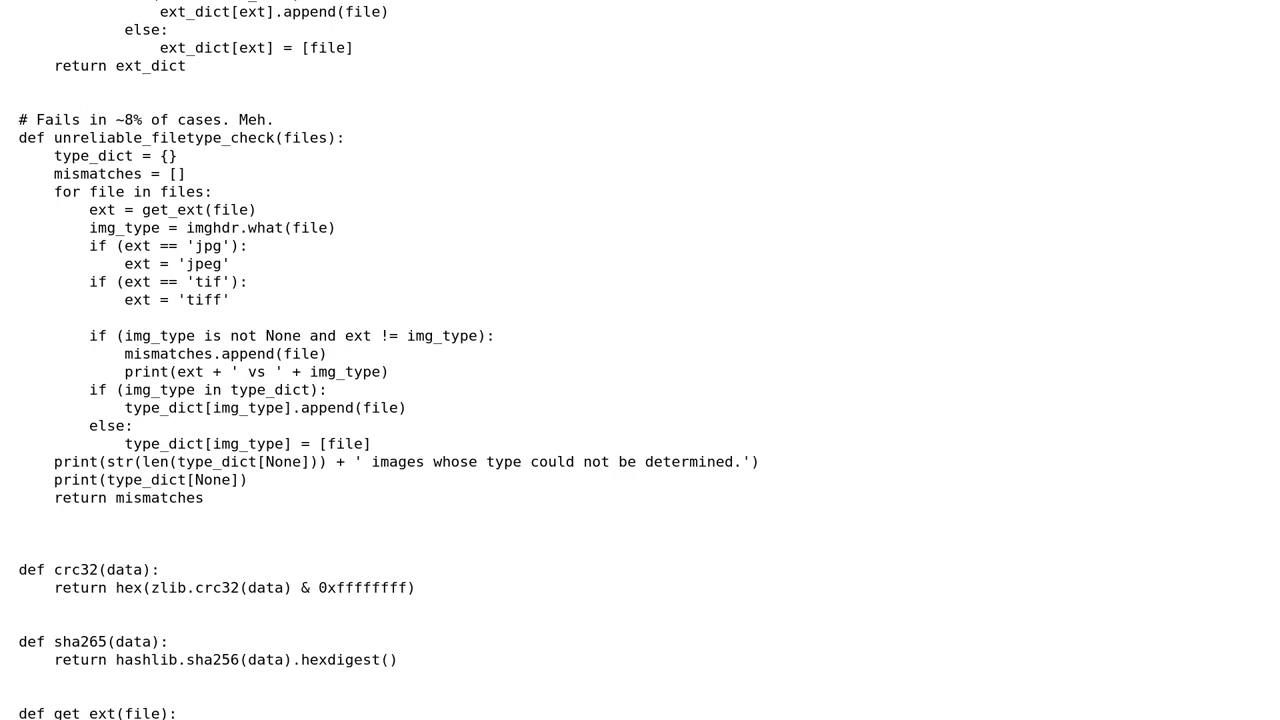 ext_dict[ext].append(file)
            else:
                ext_dict[ext] = [file]
    return ext_dict


# Fails in ~8% of cases. Meh.
def unreliable_filetype_check(files):
    type_dict = {}
    mismatches = []
    for file in files:
        ext = get_ext(file)
        img_type = imghdr.what(file)
        if (ext == 'jpg'):
            ext = 'jpeg'
        if (ext == 'tif'):
            ext = 'tiff'

        if (img_type is not None and ext != img_type):
            mismatches.append(file)
            print(ext + ' vs ' + img_type)
        if (img_type in type_dict):
            type_dict[img_type].append(file)
        else:
            type_dict[img_type] = [file]
    print(str(len(type_dict[None])) + ' images whose type could not be determined.')
    print(type_dict[None])
    return mismatches



def crc32(data):
    return hex(zlib.crc32(data) & 0xffffffff)


def sha265(data):
    return hashlib.sha256(data).hexdigest()


def get_ext(file):